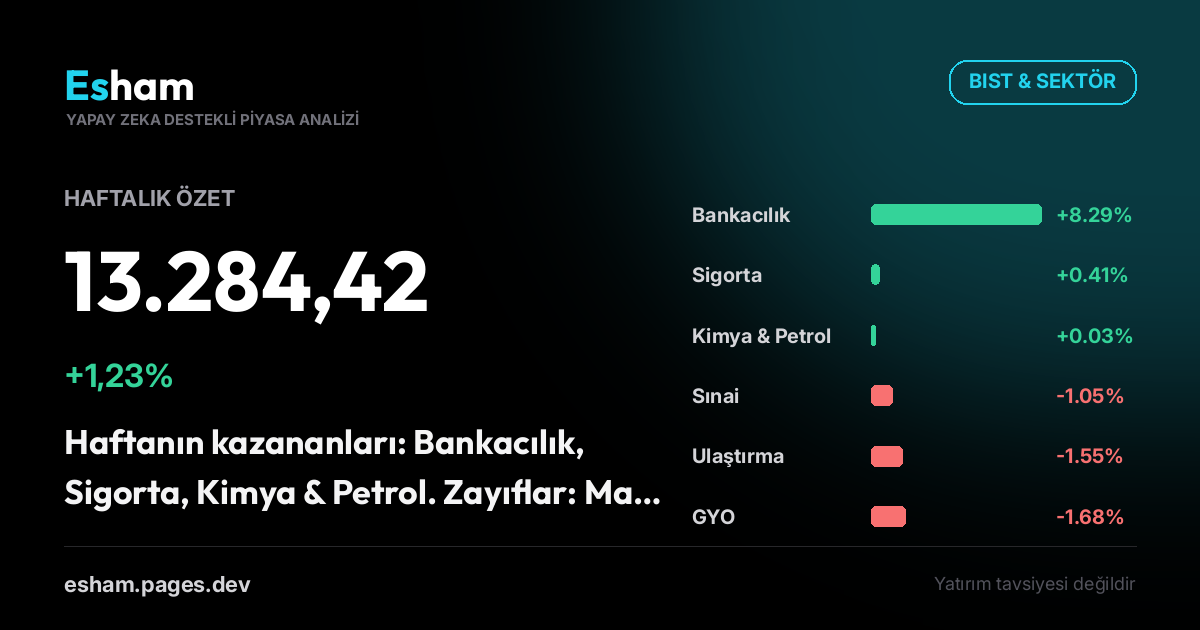 Esham
YAPAY ZEKA DESTEKLİ PİYASA ANALİZİ
BIST & SEKTÖR
HAFTALIK ÖZET
13.284,42
+1,23%
Haftanın kazananları: Bankacılık,
Sigorta, Kimya & Petrol. Zayıflar: Ma...
Bankacılık +8.29%
Sigorta +0.41%
Kimya & Petrol +0.03%
Sınai -1.05%
Ulaştırma -1.55%
GYO -1.68%
esham.pages.dev
Yatırım tavsiyesi değildir